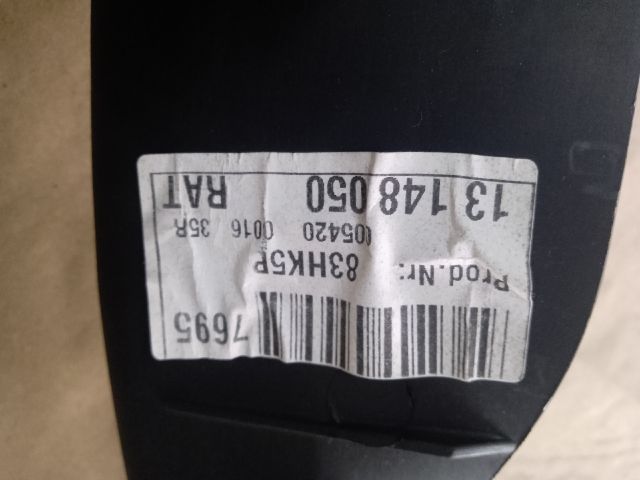 7695
Prod.Nr: 83HK5P
005420 0016 35R
13 148 050 RAT